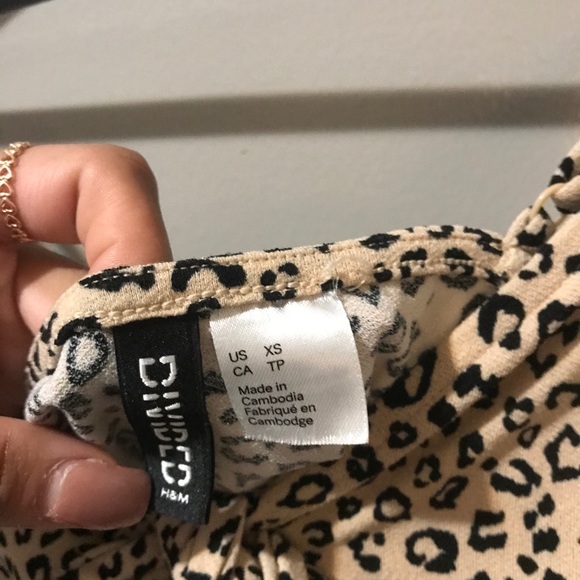 DIVIDED
H&M
US XS
CA TP
Made in
Cambodia
Fabriqué en
Cambodge